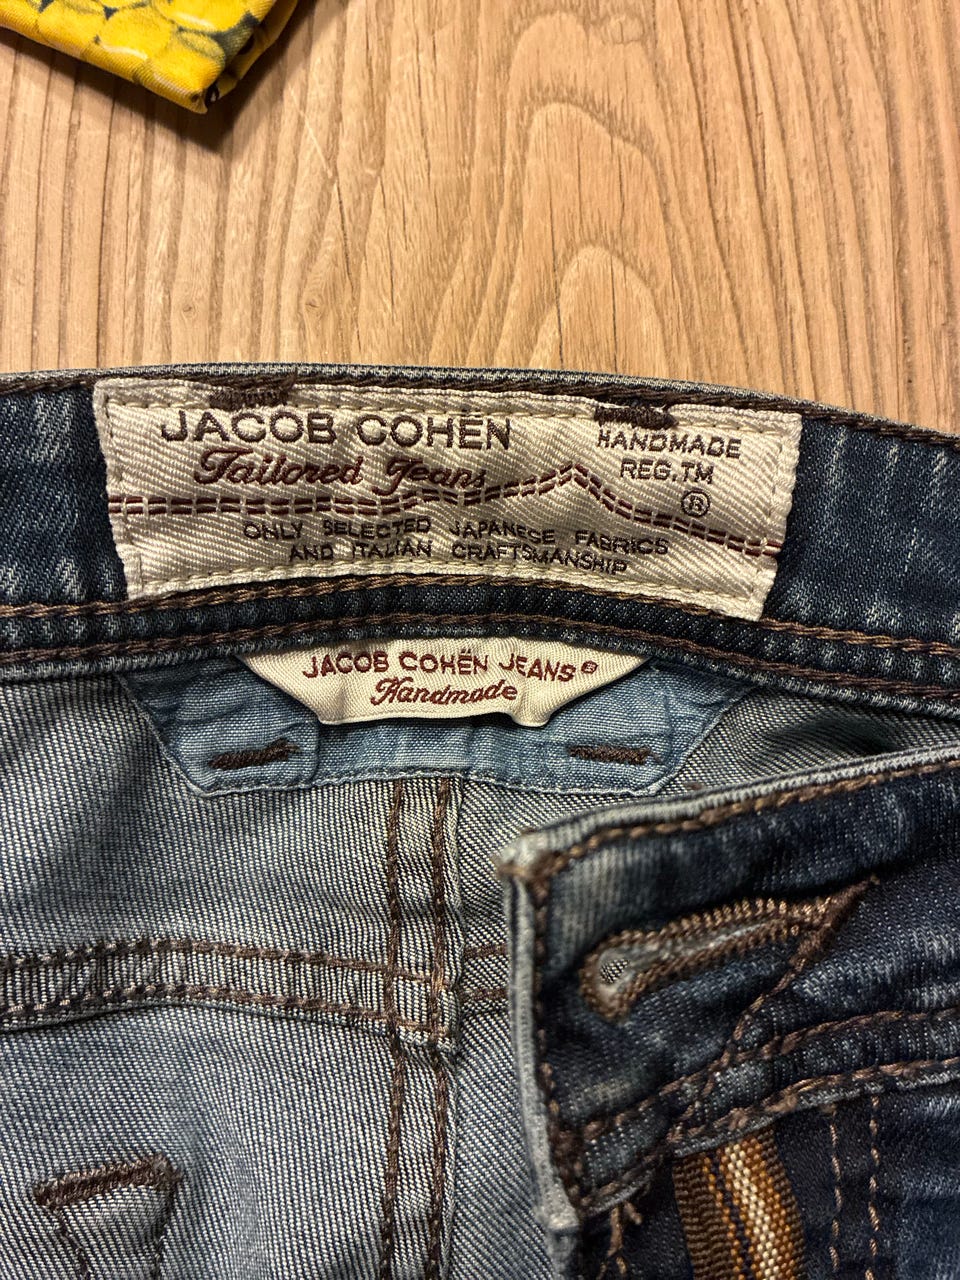 JACOB COHËN
Tailored Jeans
HANDMADE
REG.TM
®
ONLY SELECTED JAPANESE FABRICS
AND ITALIAN CRAFTSMANSHIP
JACOB COHËN JEANS®
Handmade